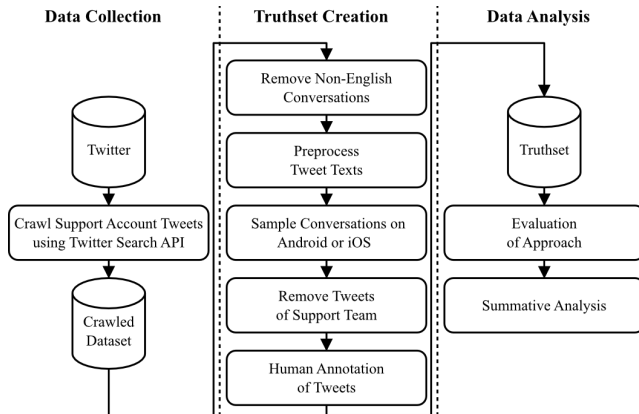 Data Collection
Twitter
Crawl Support Account Tweets
using Twitter Search API
Crawled
Dataset
Truthset Creation
Remove Non-English
Conversations
Preprocess
Tweet Texts
Sample Conversations on
Android or iOS
Remove Tweets
of Support Team
Human Annotation
of Tweets
Data Analysis
Truthset
Evaluation
of Approach
Summative Analysis